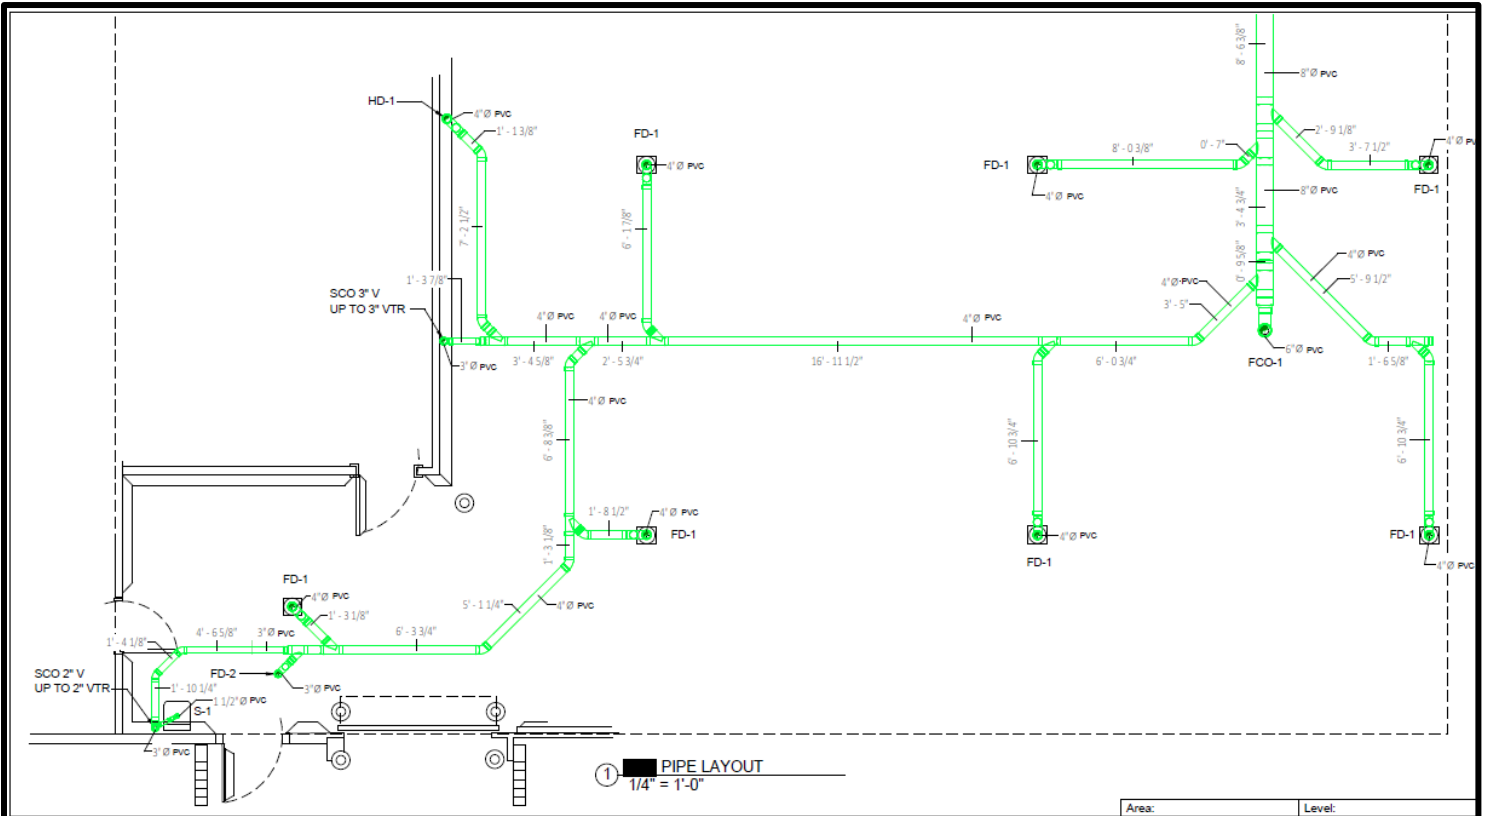 8' - 6 3/8"
8"Ø PVC
HD-1
4"Ø PVC
1' - 1 3/8"
FD-1
4"Ø PVC
2' - 9 1/8"
4"Ø PV
8' - 0 3/8"
0' - 7"
3' - 7 1/2"
FD-1
4"Ø PVC
8"Ø PVC
FD-1
7' - 2 1/2"
6' - 1 7/8"
3' - 4 3/4"
0' - 9 5/8"
4"Ø PVC
5' - 9 1/2"
1' - 3 7/8"
SCO 3" V
UP TO 3" VTR
4"Ø PVC
3' - 5"
4"Ø PVC
4"Ø PVC
4"Ø PVC
3"Ø PVC
3' - 4 5/8"
2' - 5 3/4"
16' - 11 1/2"
6' - 0 3/4"
6"Ø PVC
FCO-1
1' - 6 5/8"
4"Ø PVC
6' - 8 3/8"
6' - 10 3/4"
6' - 10 3/4"
1' - 8 1/2"
4"Ø PVC
FD-1
1' - 3 1/8"
4"Ø PVC
FD-1
FD-1
4"Ø PVC
FD-1
4"Ø PVC
1' - 3 1/8"
5' - 1 1/4"
4"Ø PVC
1' - 4 1/8"
4' - 6 5/8"
3"Ø PVC
6' - 3 3/4"
SCO 2" V
UP TO 2" VTR
FD-2
1' - 10 1/4"
3"Ø PVC
1 1/2"Ø PVC
S-1
3"Ø PVC
1
PIPE LAYOUT
1/4" = 1'-0"
Area:
Level: